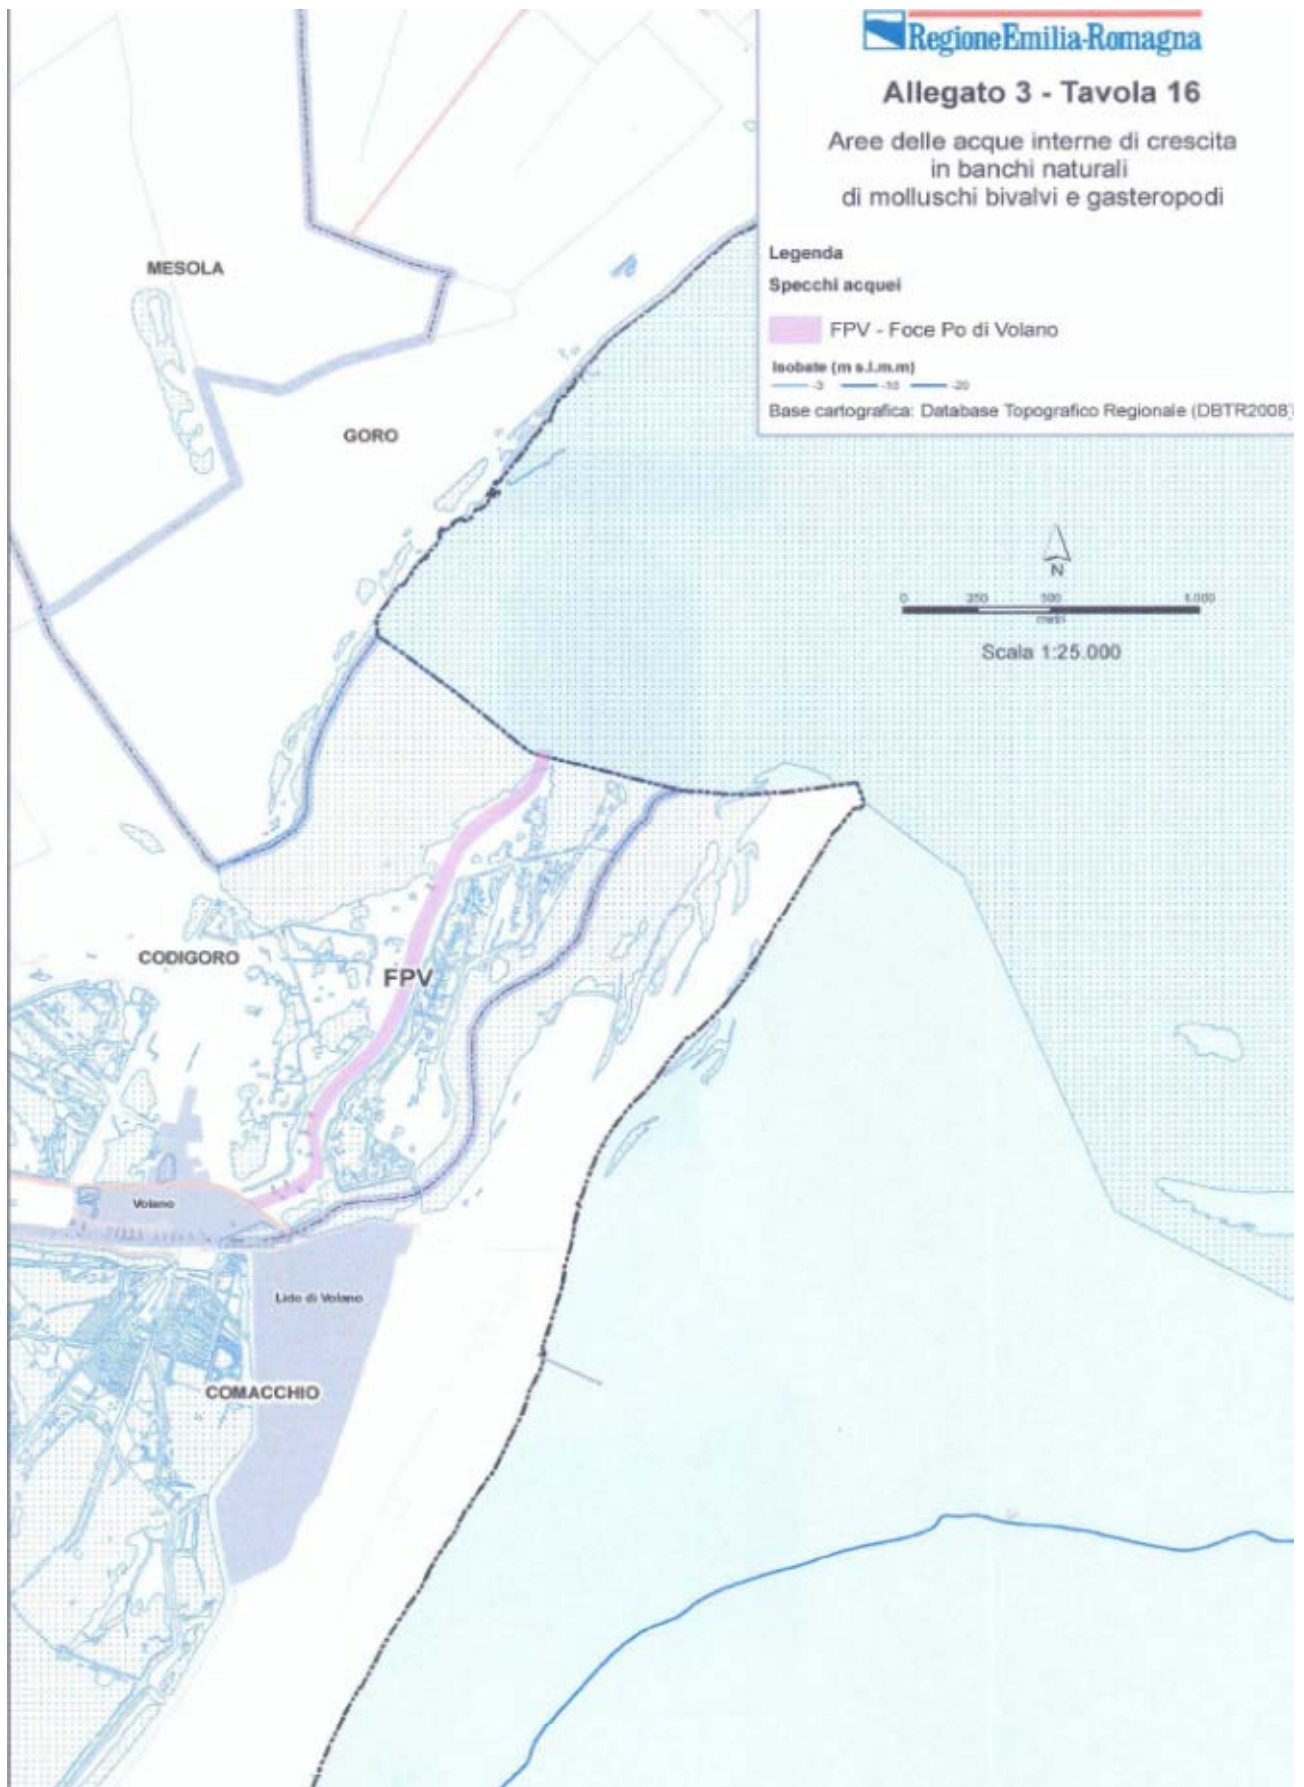 RegioneEmilia-Romagna
Allegato 3 - Tavola 16
Aree delle acque interne di crescita
in banchi naturali
di molluschi bivalvi e gasteropodi
Legenda
Specchi acquei
FPV - Foce Po di Volano
Isobate (m s.l.m.m)
-3 -10 -20
Base cartografica: Database Topografico Regionale (DBTR2008)
MESOLA
GORO
N
0 250 500 1.000
metri
Scala 1:25.000
CODIGORO
FPV
Volano
Lido di Volano
COMACCHIO